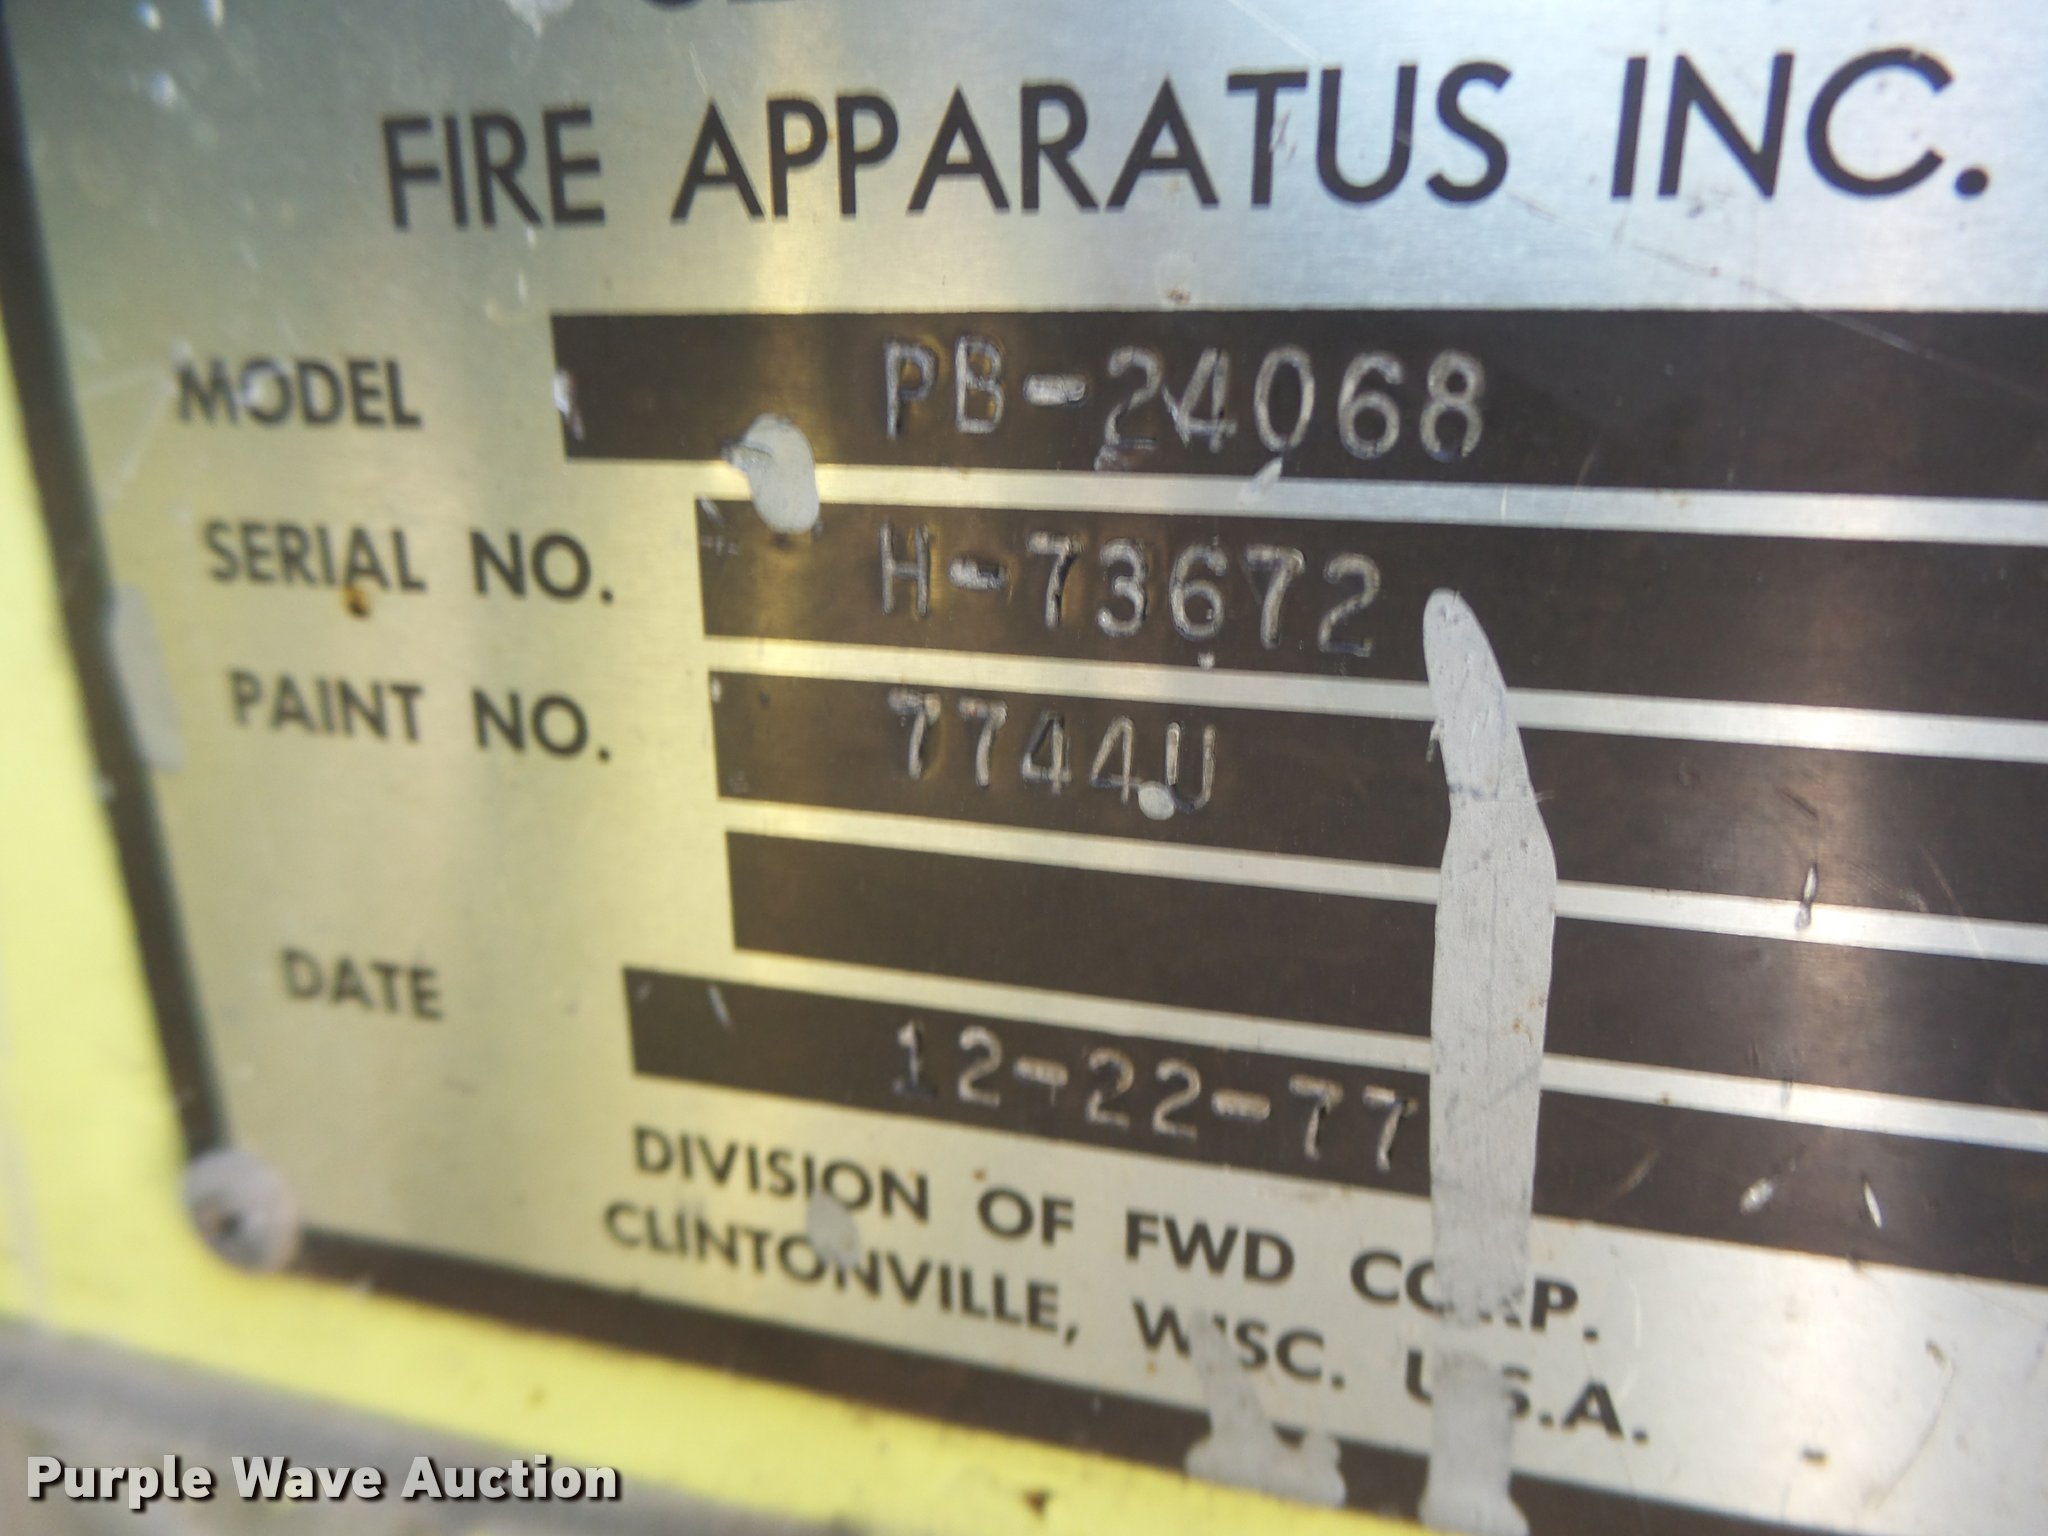 FIRE APPARATUS INC.
MODEL PB-24068
SERIAL NO. H-73672
PAINT NO. 7744U
DATE 12-22-77
DIVISION OF FWD CORP.
CLINTONVILLE, WISC. U.S.A.
Purple Wave Auction